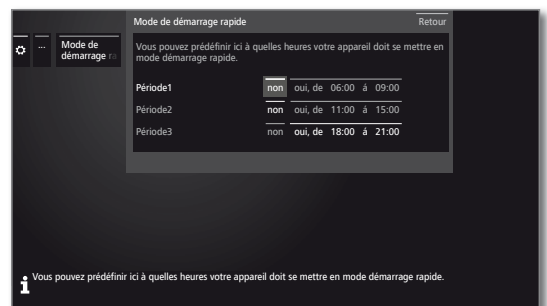 Mode de démarrage rapide Retour
... Mode de
démarrage ra
Vous pouvez prédéfinir ici à quelles heures votre appareil doit se mettre en
mode démarrage rapide.
Période1 non oui, de 06:00 á 09:00
Période2 non oui, de 11:00 á 15:00
Période3 non oui, de 18:00 á 21:00
i Vous pouvez prédéfinir ici à quelles heures votre appareil doit se mettre en mode démarrage rapide.